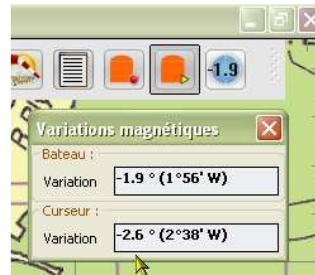 -1.9
Variations magnétiques
Bateau :
Variation -1.9 ° (1°56' W)
Curseur :
Variation -2.6 ° (2°38' W)